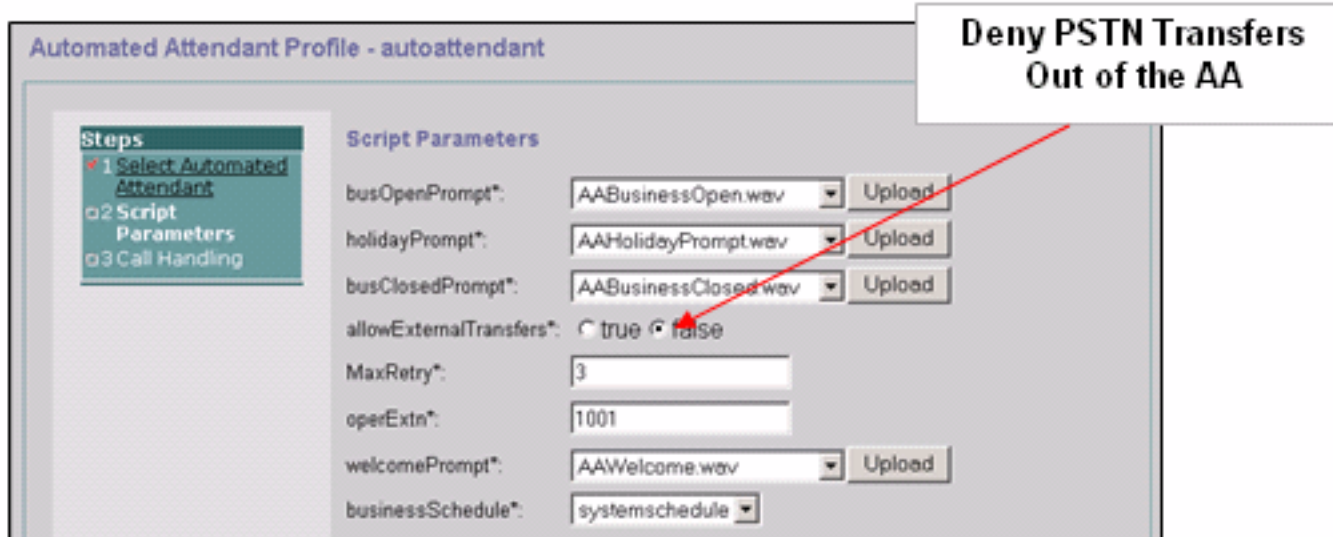 Automated Attendant Profile - autoattendant
Deny PSTN Transfers
Out of the AA
Steps
1 Select Automated
Attendant
2 Script
Parameters
3 Call Handling
Script Parameters
busOpenPrompt*: AABusinessOpen.wav Upload
holidayPrompt*: AAHolidayPrompt.wav Upload
busClosedPrompt*: AABusinessClosed.wav Upload
allowExternalTransfers*: true false
MaxRetry*: 3
operExtn*: 1001
welcomePrompt*: AAWelcome.wav Upload
businessSchedule*: systemschedule